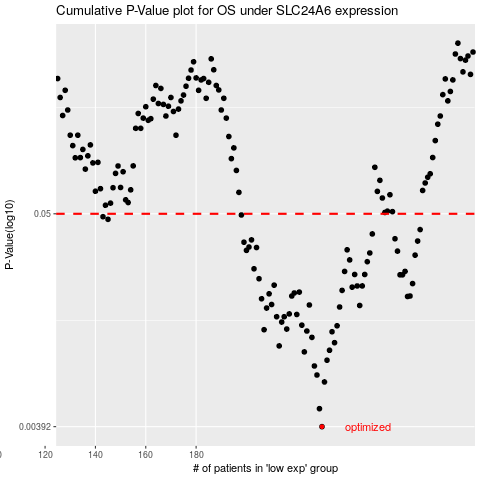 Cumulative P-Value plot for OS under SLC24A6 expression
P-Value(log10)
0.05
0.00392
optimized
0 120 140 160 180
# of patients in 'low exp' group